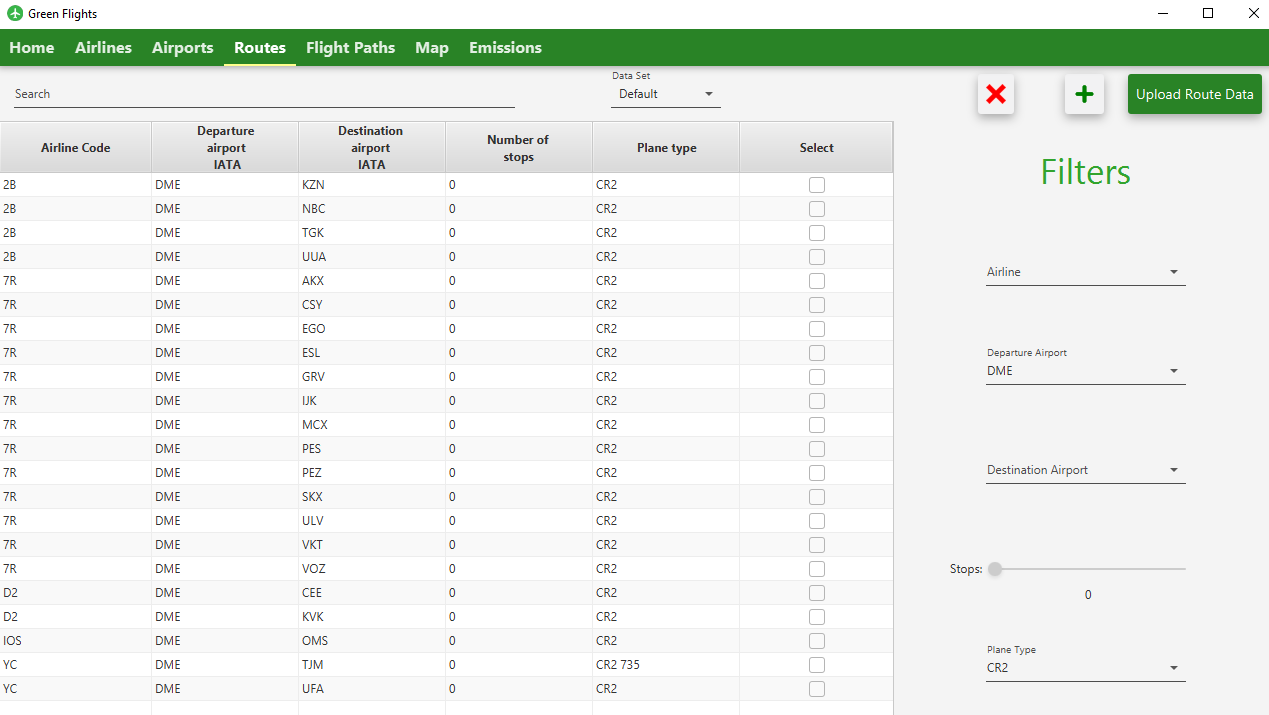 Green Flights
Home Airlines Airports Routes Flight Paths Map Emissions
Search
Data Set
Default
Upload Route Data
Airline Code Departure airport IATA Destination airport IATA Number of stops Plane type Select
2B DME KZN 0 CR2
2B DME NBC 0 CR2
2B DME TGK 0 CR2
2B DME UUA 0 CR2
7R DME AKX 0 CR2
7R DME CSY 0 CR2
7R DME EGO 0 CR2
7R DME ESL 0 CR2
7R DME GRV 0 CR2
7R DME IJK 0 CR2
7R DME MCX 0 CR2
7R DME PES 0 CR2
7R DME PEZ 0 CR2
7R DME SKX 0 CR2
7R DME ULV 0 CR2
7R DME VKT 0 CR2
7R DME VOZ 0 CR2
D2 DME CEE 0 CR2
D2 DME KVK 0 CR2
IOS DME OMS 0 CR2
YC DME TJM 0 CR2 735
YC DME UFA 0 CR2
Filters
Airline
Departure Airport
DME
Destination Airport
Stops:
0
Plane Type
CR2